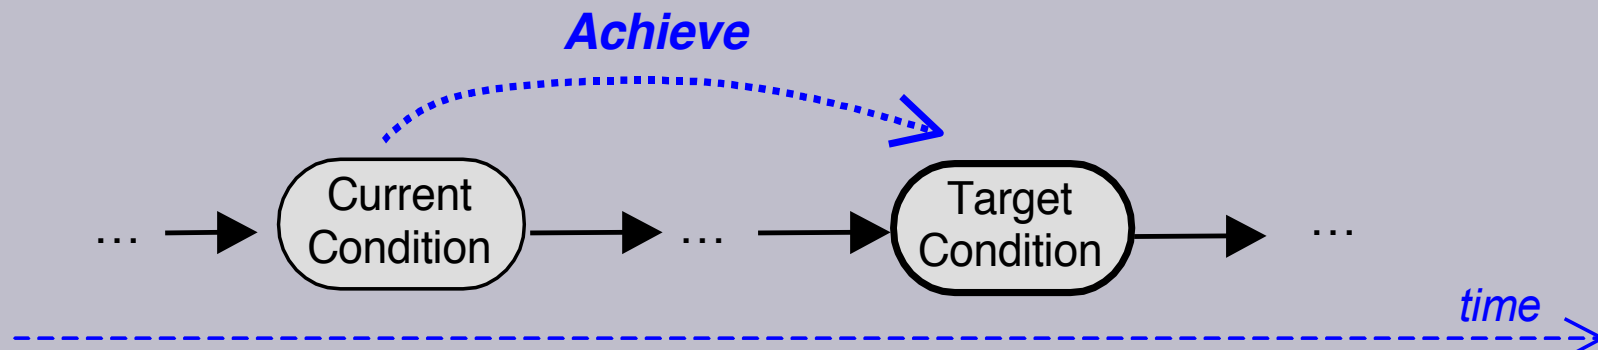 Achieve
... Current Condition ... Target Condition ...
time